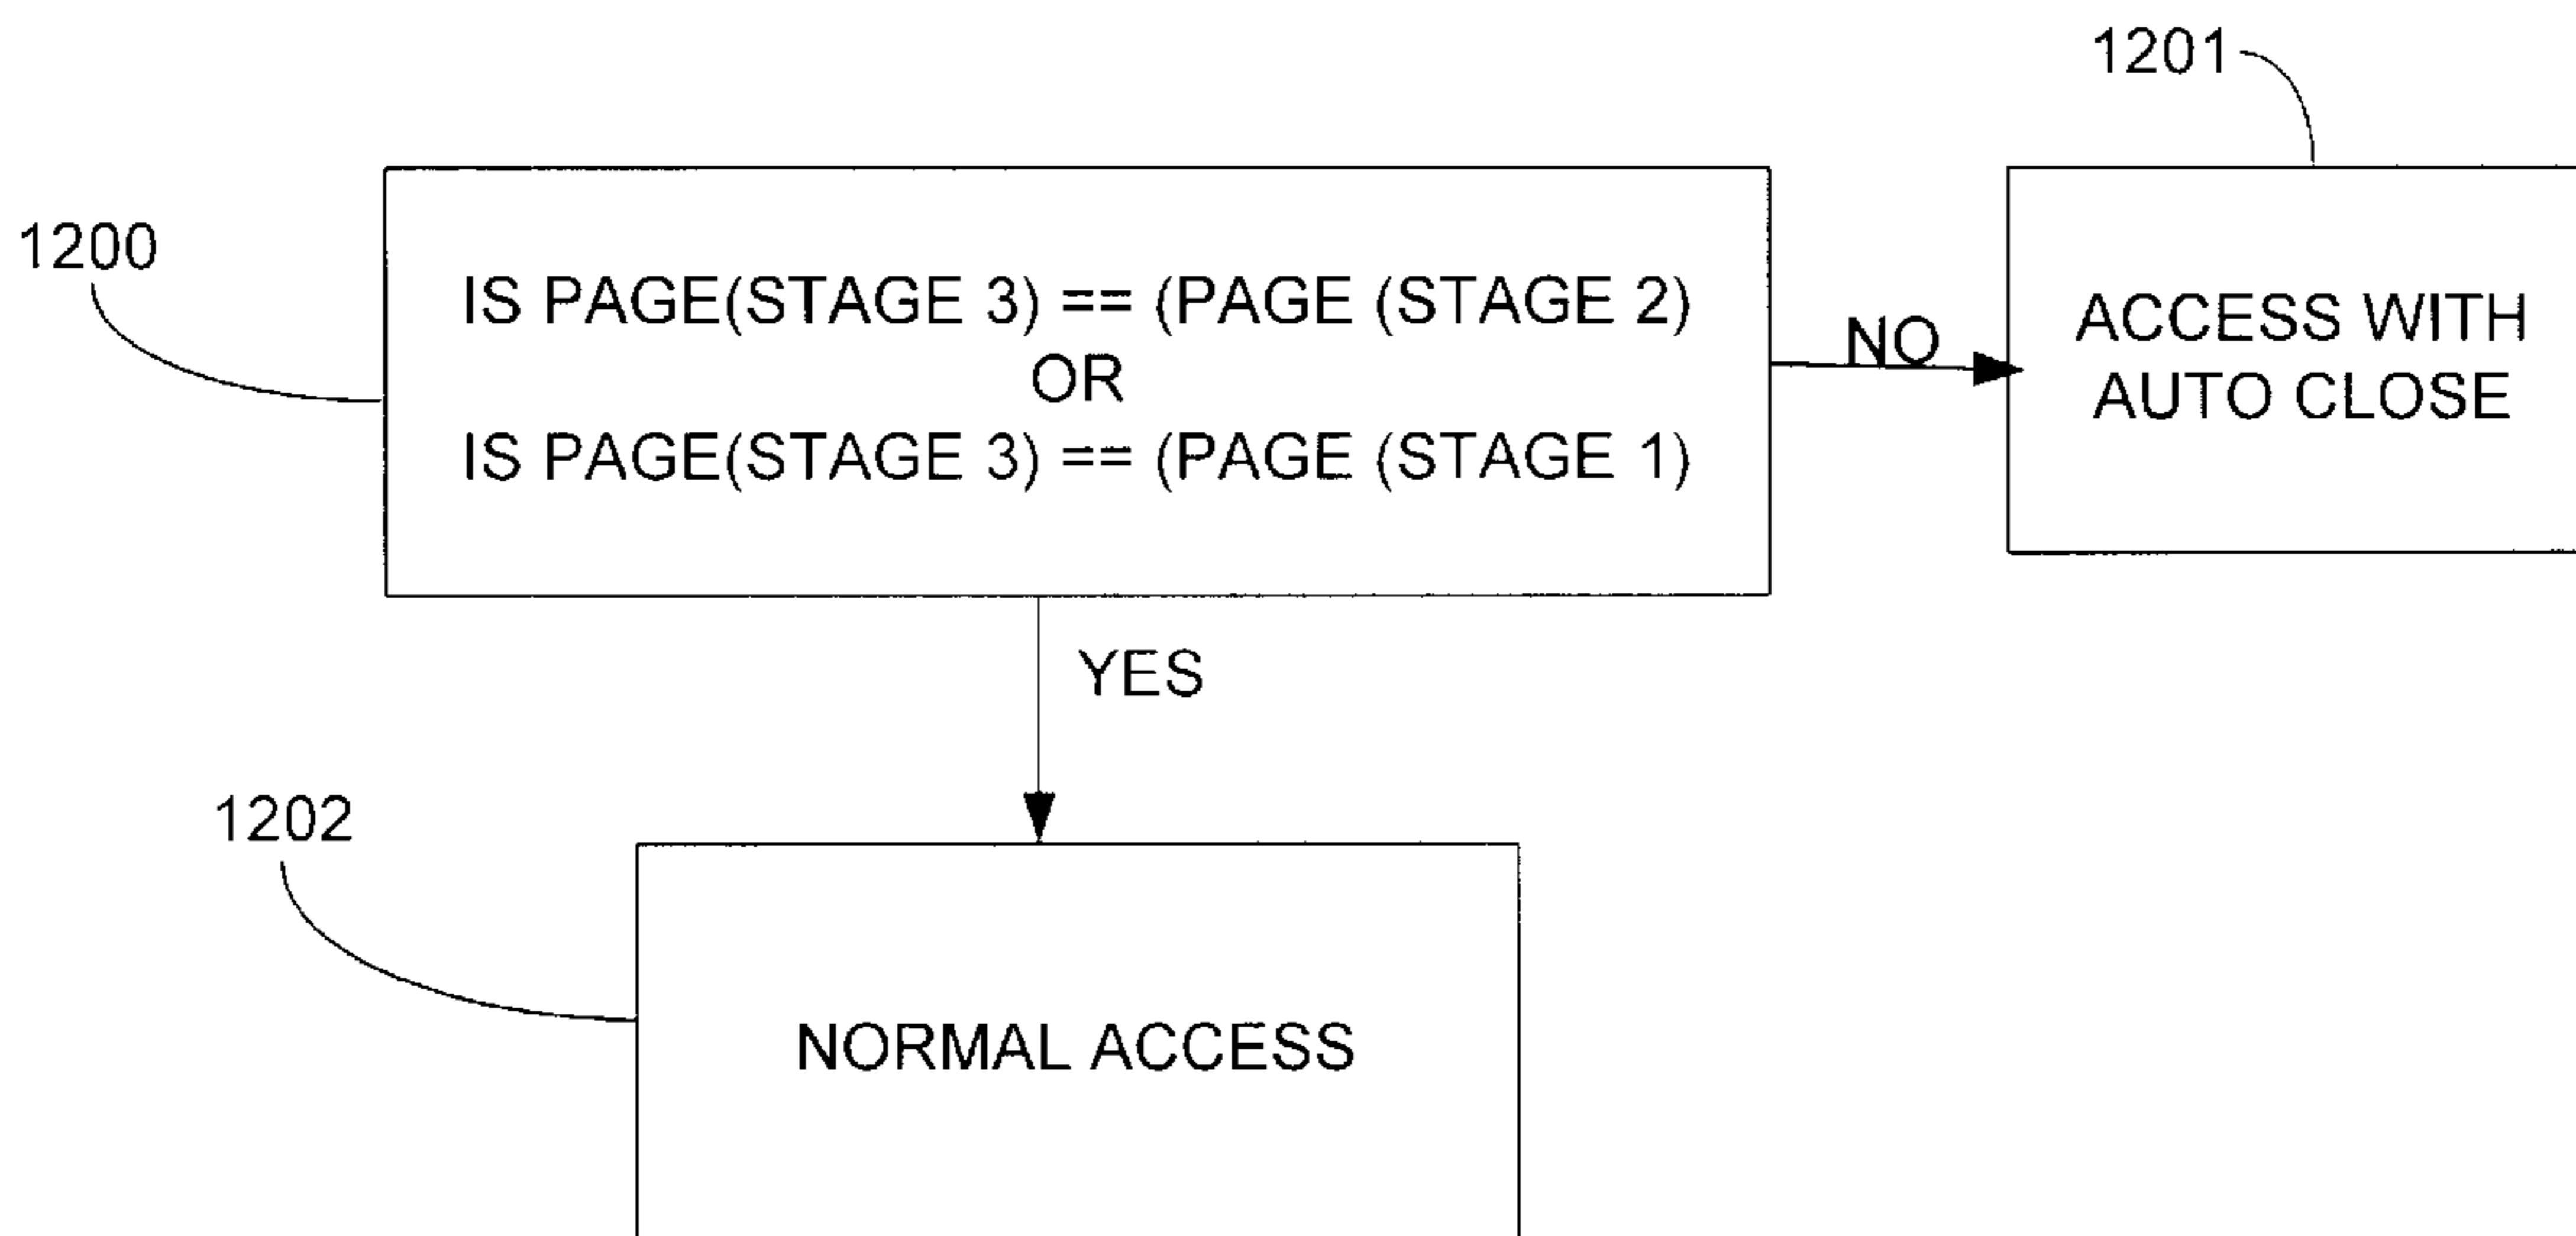 1201
1200
IS PAGE(STAGE 3) == (PAGE (STAGE 2)
OR
IS PAGE(STAGE 3) == (PAGE (STAGE 1)
NO
ACCESS WITH
AUTO CLOSE
YES
1202
NORMAL ACCESS